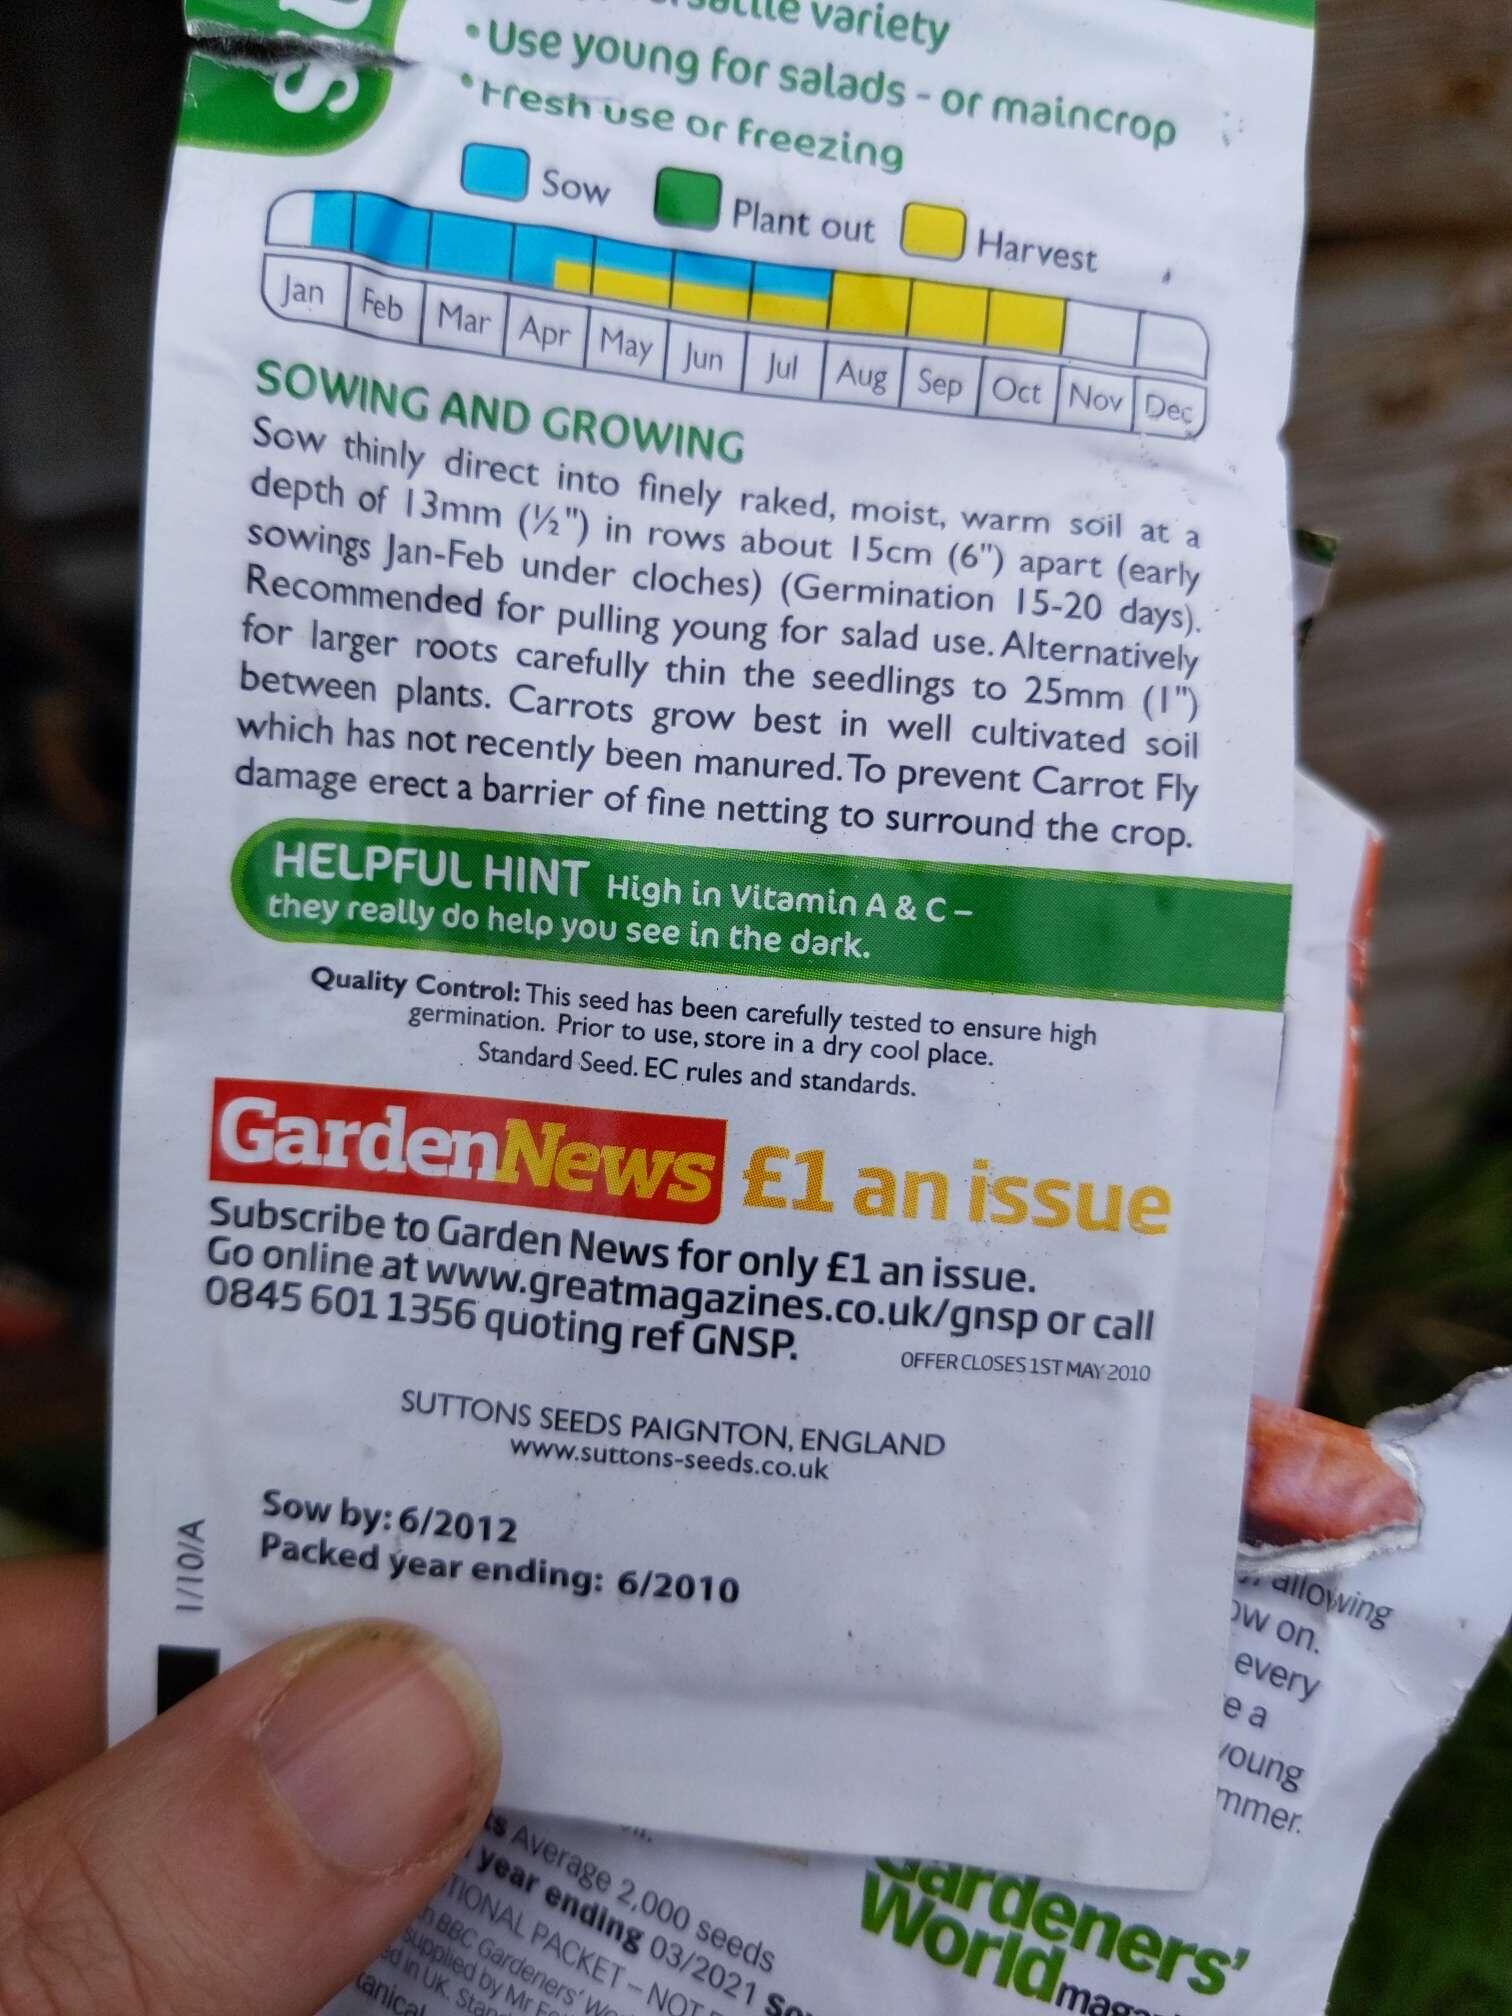 variety
• Use young for salads - or maincrop
• Fresh use or freezing
Sow
Plant out
Harvest
Jan Feb Mar Apr May Jun Jul Aug Sep Oct Nov Dec
SOWING AND GROWING
Sow thinly direct into finely raked, moist, warm soil at a
depth of 13mm (½") in rows about 15cm (6") apart (early
sowings Jan-Feb under cloches) (Germination 15-20 days).
Recommended for pulling young for salad use. Alternatively
for larger roots carefully thin the seedlings to 25mm (1")
between plants. Carrots grow best in well cultivated soil
which has not recently been manured. To prevent Carrot Fly
damage erect a barrier of fine netting to surround the crop.
HELPFUL HINT High in Vitamin A & C –
they really do help you see in the dark.
Quality Control: This seed has been carefully tested to ensure high
germination. Prior to use, store in a dry cool place.
Standard Seed. EC rules and standards.
GardenNews £1 an issue
Subscribe to Garden News for only £1 an issue.
Go online at www.greatmagazines.co.uk/gnsp or call
0845 601 1356 quoting ref GNSP.
OFFER CLOSES 1ST MAY 2010
SUTTONS SEEDS PAIGNTON, ENGLAND
www.suttons-seeds.co.uk
Sow by: 6/2012
Packed year ending: 6/2010
1/10/A
allowing
on.
every
a
young
Average 2,000 seeds
year ending 03/2021
PACKET – NOT
BBC Gardeners'
supplied by Mr
in UK.
Gardeners'
World